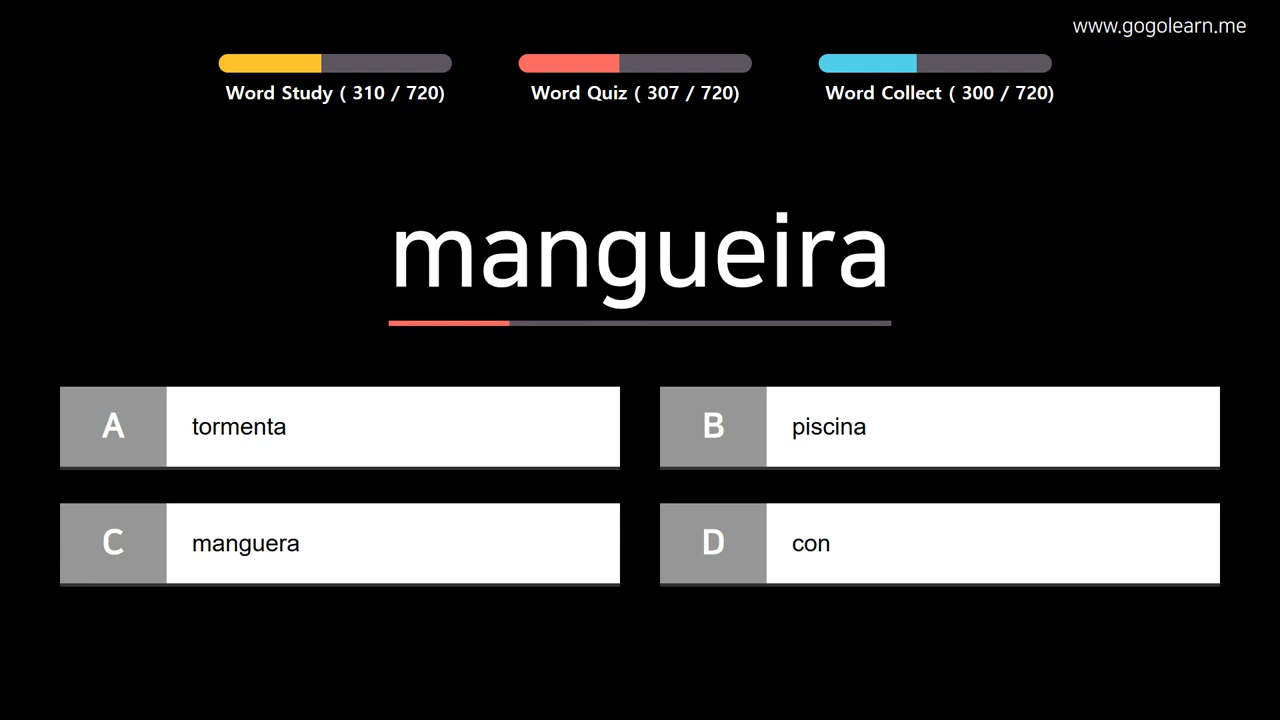 www.gogolearn.me
Word Study ( 310 / 720)
Word Quiz ( 307 / 720)
Word Collect ( 300 / 720)
mangueira
A tormenta
B piscina
C manguera
D con